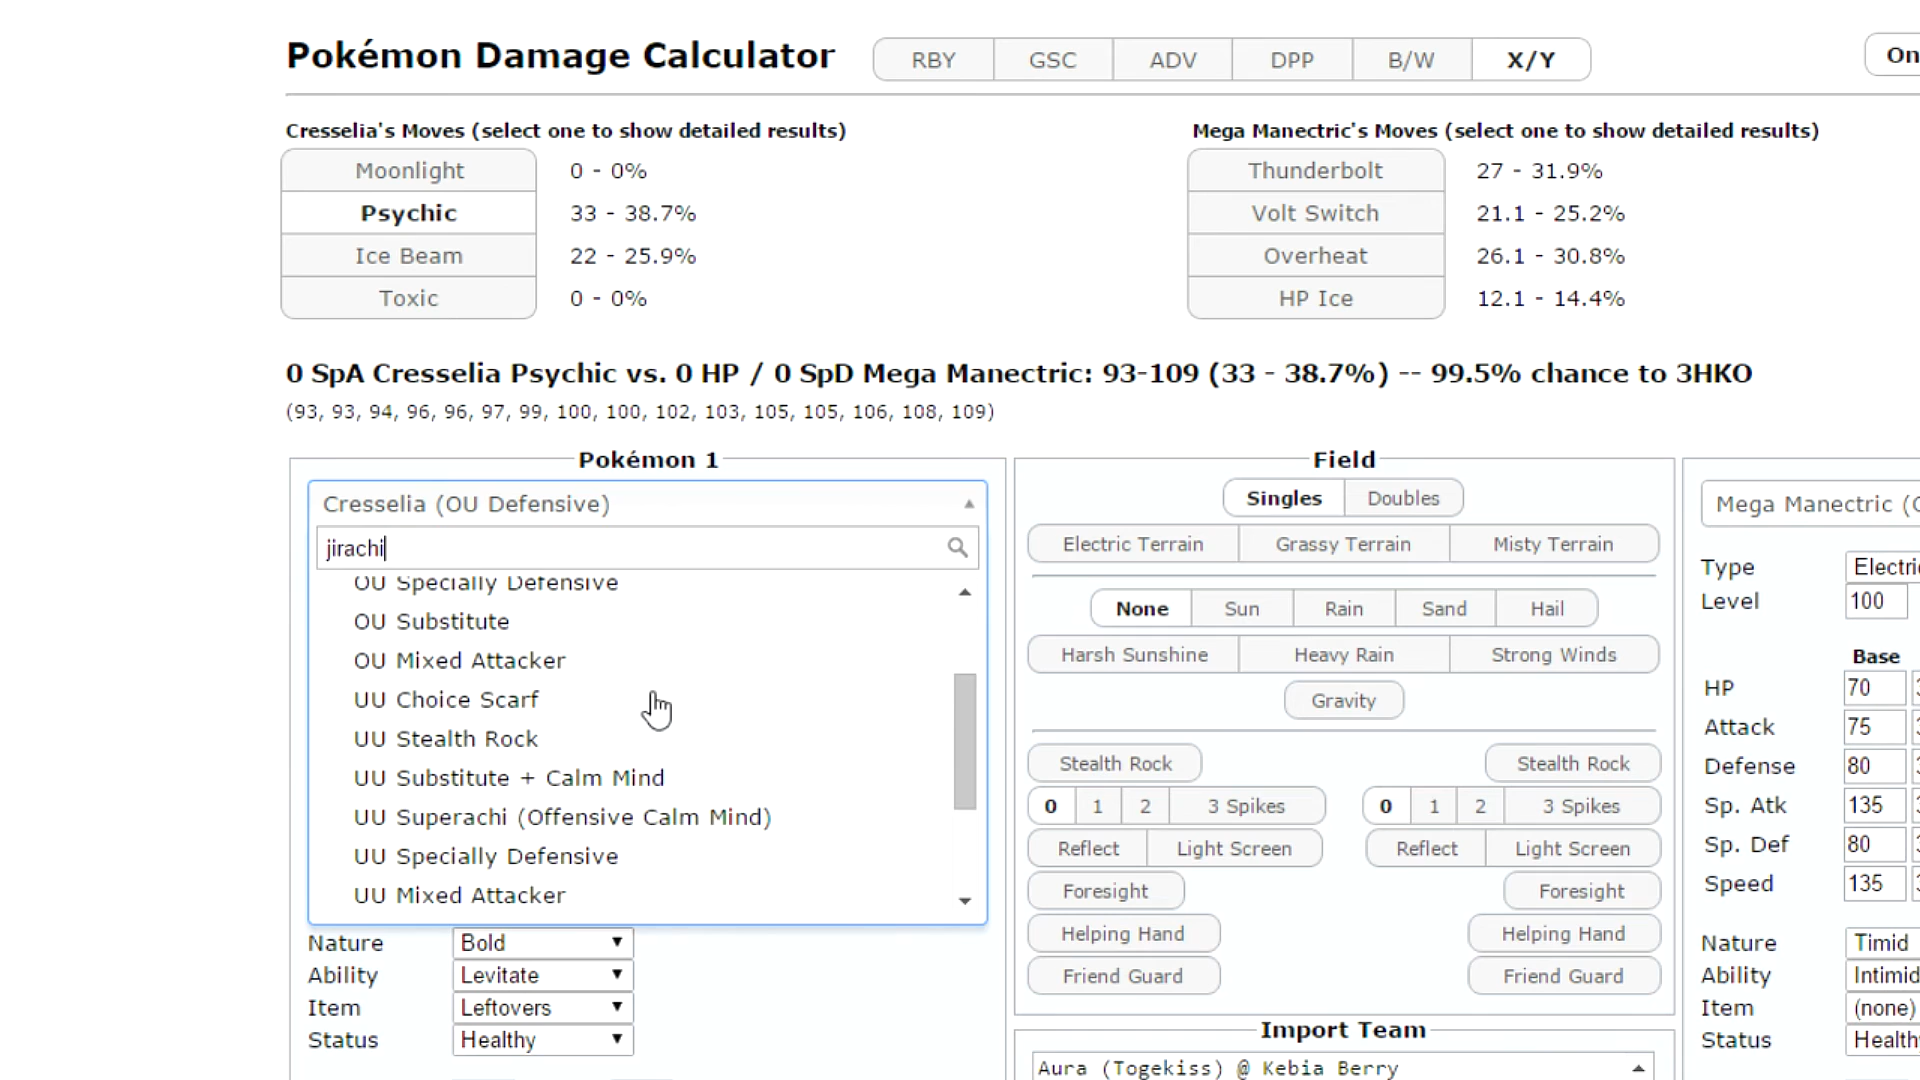 Pokémon Damage Calculator
RBY GSC ADV DPP B/W X/Y
On
Cresselia's Moves (select one to show detailed results)
Moonlight 0 - 0%
Psychic 33 - 38.7%
Ice Beam 22 - 25.9%
Toxic 0 - 0%
Mega Manectric's Moves (select one to show detailed results)
Thunderbolt 27 - 31.9%
Volt Switch 21.1 - 25.2%
Overheat 26.1 - 30.8%
HP Ice 12.1 - 14.4%
0 SpA Cresselia Psychic vs. 0 HP / 0 SpD Mega Manectric: 93-109 (33 - 38.7%) -- 99.5% chance to 3HKO
(93, 93, 94, 96, 96, 97, 99, 100, 100, 102, 103, 105, 105, 106, 108, 109)
Pokémon 1
Cresselia (OU Defensive)
jirachi
OU Specially Defensive
OU Substitute
OU Mixed Attacker
UU Choice Scarf
UU Stealth Rock
UU Substitute + Calm Mind
UU Superachi (Offensive Calm Mind)
UU Specially Defensive
UU Mixed Attacker
Nature Bold
Ability Levitate
Item Leftovers
Status Healthy
Field
Singles Doubles
Electric Terrain Grassy Terrain Misty Terrain
None Sun Rain Sand Hail
Harsh Sunshine Heavy Rain Strong Winds
Gravity
Stealth Rock Stealth Rock
0 1 2 3 Spikes 0 1 2 3 Spikes
Reflect Light Screen Reflect Light Screen
Foresight Foresight
Helping Hand Helping Hand
Friend Guard Friend Guard
Import Team
Aura (Togekiss) @ Kebia Berry
Mega Manectric (
Type Electri
Level 100
Base
HP 70
Attack 75
Defense 80
Sp. Atk 135
Sp. Def 80
Speed 135
Nature Timid
Ability Intimid
Item (none)
Status Health